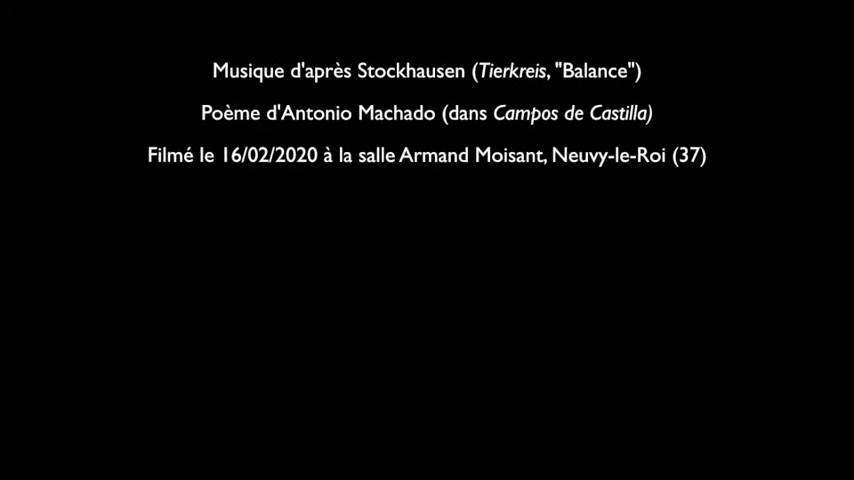 Musique d'après Stockhausen (Tierkreis, "Balance")
Poème d'Antonio Machado (dans Campos de Castilla)
Filmé le 16/02/2020 à la salle Armand Moisant, Neuvy-le-Roi (37)